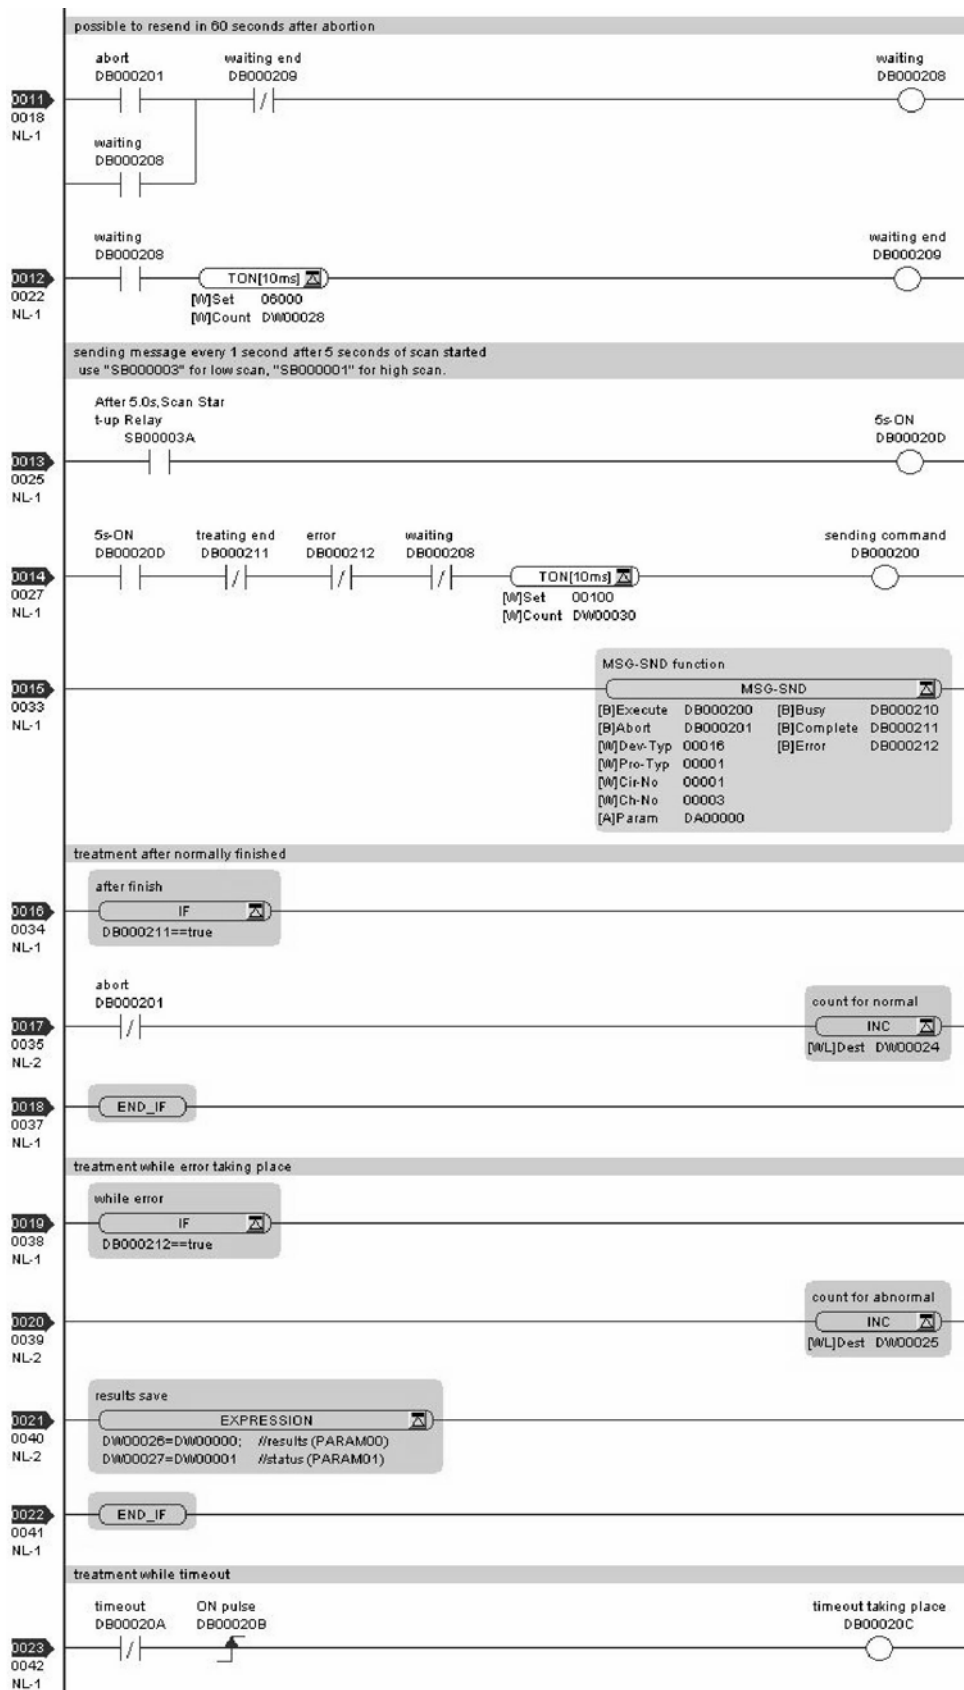 possible to resend in 60 seconds after abortion
abort
DB000201
waiting end
DB000209
waiting
DB000208
0011
0018
NL-1
waiting
DB000208
waiting
DB000208
waiting end
DB000209
0012
0022
NL-1
TON[10ms]
[W]Set 06000
[W]Count DW00028
sending message every 1 second after 5 seconds of scan started
use "SB000003" for low scan, "SB000001" for high scan.
After 5.0s,Scan Star
t-up Relay
SB00003A
5s-ON
DB00020D
0013
0025
NL-1
5s-ON
DB00020D
treating end
DB000211
error
DB000212
waiting
DB000208
sending command
DB000200
0014
0027
NL-1
TON[10ms]
[W]Set 00100
[W]Count DW00030
MSG-SND function
0015
0033
NL-1
MSG-SND
[B]Execute DB000200 [B]Busy DB000210
[B]Abort DB000201 [B]Complete DB000211
[W]Dev-Typ 00016 [B]Error DB000212
[W]Pro-Typ 00001
[W]Cir-No 00001
[W]Ch-No 00003
[A]Param DA00000
treatment after normally finished
after finish
0016
0034
NL-1
IF
DB000211==true
abort
DB000201
0017
0035
NL-2
count for normal
INC
[WL]Dest DW00024
0018
0037
NL-1
END_IF
treatment while error taking place
while error
0019
0038
NL-1
IF
DB000212==true
count for abnormal
0020
0039
NL-2
INC
[WL]Dest DW00025
results save
0021
0040
NL-2
EXPRESSION
DW00026=DW00000; //results (PARAM00)
DW00027=DW00001 //status (PARAM01)
0022
0041
NL-1
END_IF
treatment while timeout
timeout
DB00020A
ON pulse
DB00020B
timeout taking place
DB00020C
0023
0042
NL-1